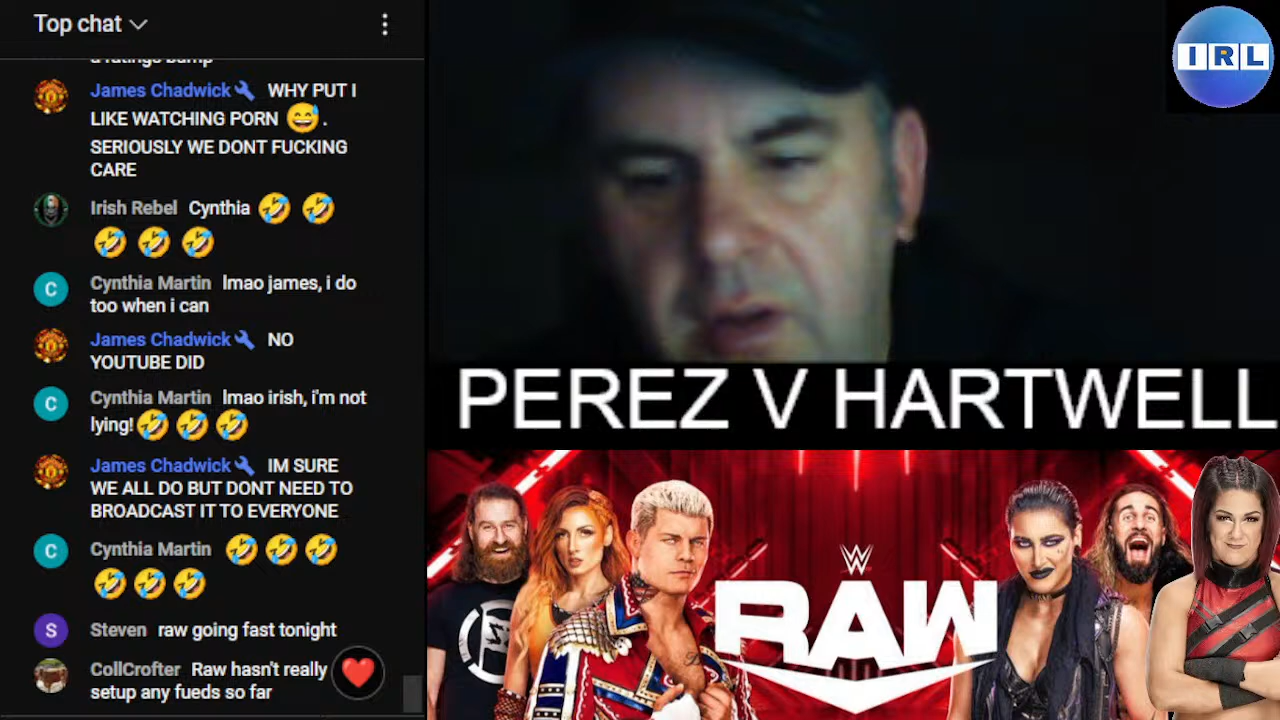 Top chat
a ratings bump
James Chadwick WHY PUT I
LIKE WATCHING PORN 😅 .
SERIOUSLY WE DONT FUCKING
CARE
Irish Rebel Cynthia 🤣 🤣
🤣 🤣 🤣
C
Cynthia Martin lmao james, i do
too when i can
James Chadwick NO
YOUTUBE DID
C
Cynthia Martin lmao irish, i'm not
lying! 🤣 🤣 🤣
James Chadwick IM SURE
WE ALL DO BUT DONT NEED TO
BROADCAST IT TO EVERYONE
C
Cynthia Martin 🤣 🤣 🤣
🤣 🤣 🤣
S
Steven raw going fast tonight
CollCrofter Raw hasn't really
setup any fueds so far
IRL
PEREZ V HARTWELL
W
RAW